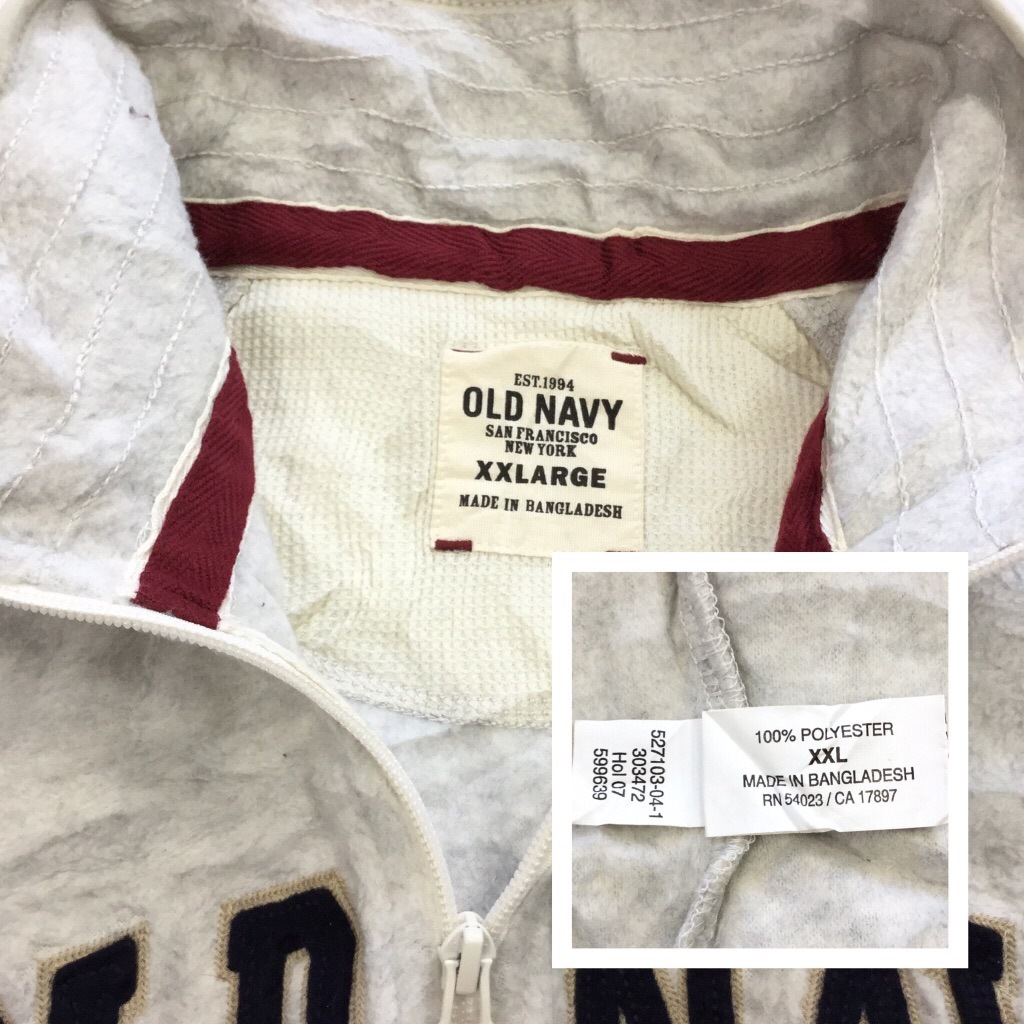 EST.1994
OLD NAVY
SAN FRANCISCO
NEW YORK
XXLARGE
MADE IN BANGLADESH
527103-04-1
303472
Hol 07
599639
100% POLYESTER
XXL
MADE IN BANGLADESH
RN 54023 / CA 17897